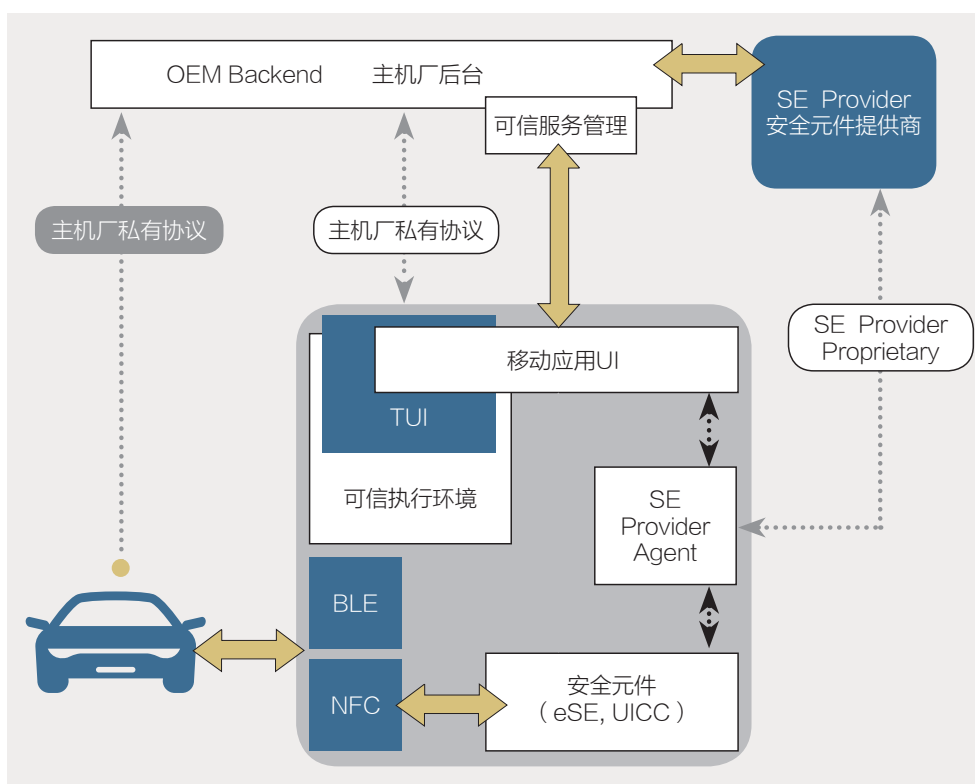 OEM Backend 主机厂后台
可信服务管理
SE Provider
安全元件提供商
主机厂私有协议
主机厂私有协议
SE Provider
Proprietary
移动应用UI
TUI
可信执行环境
SE
Provider
Agent
BLE
NFC
安全元件
（eSE, UICC）